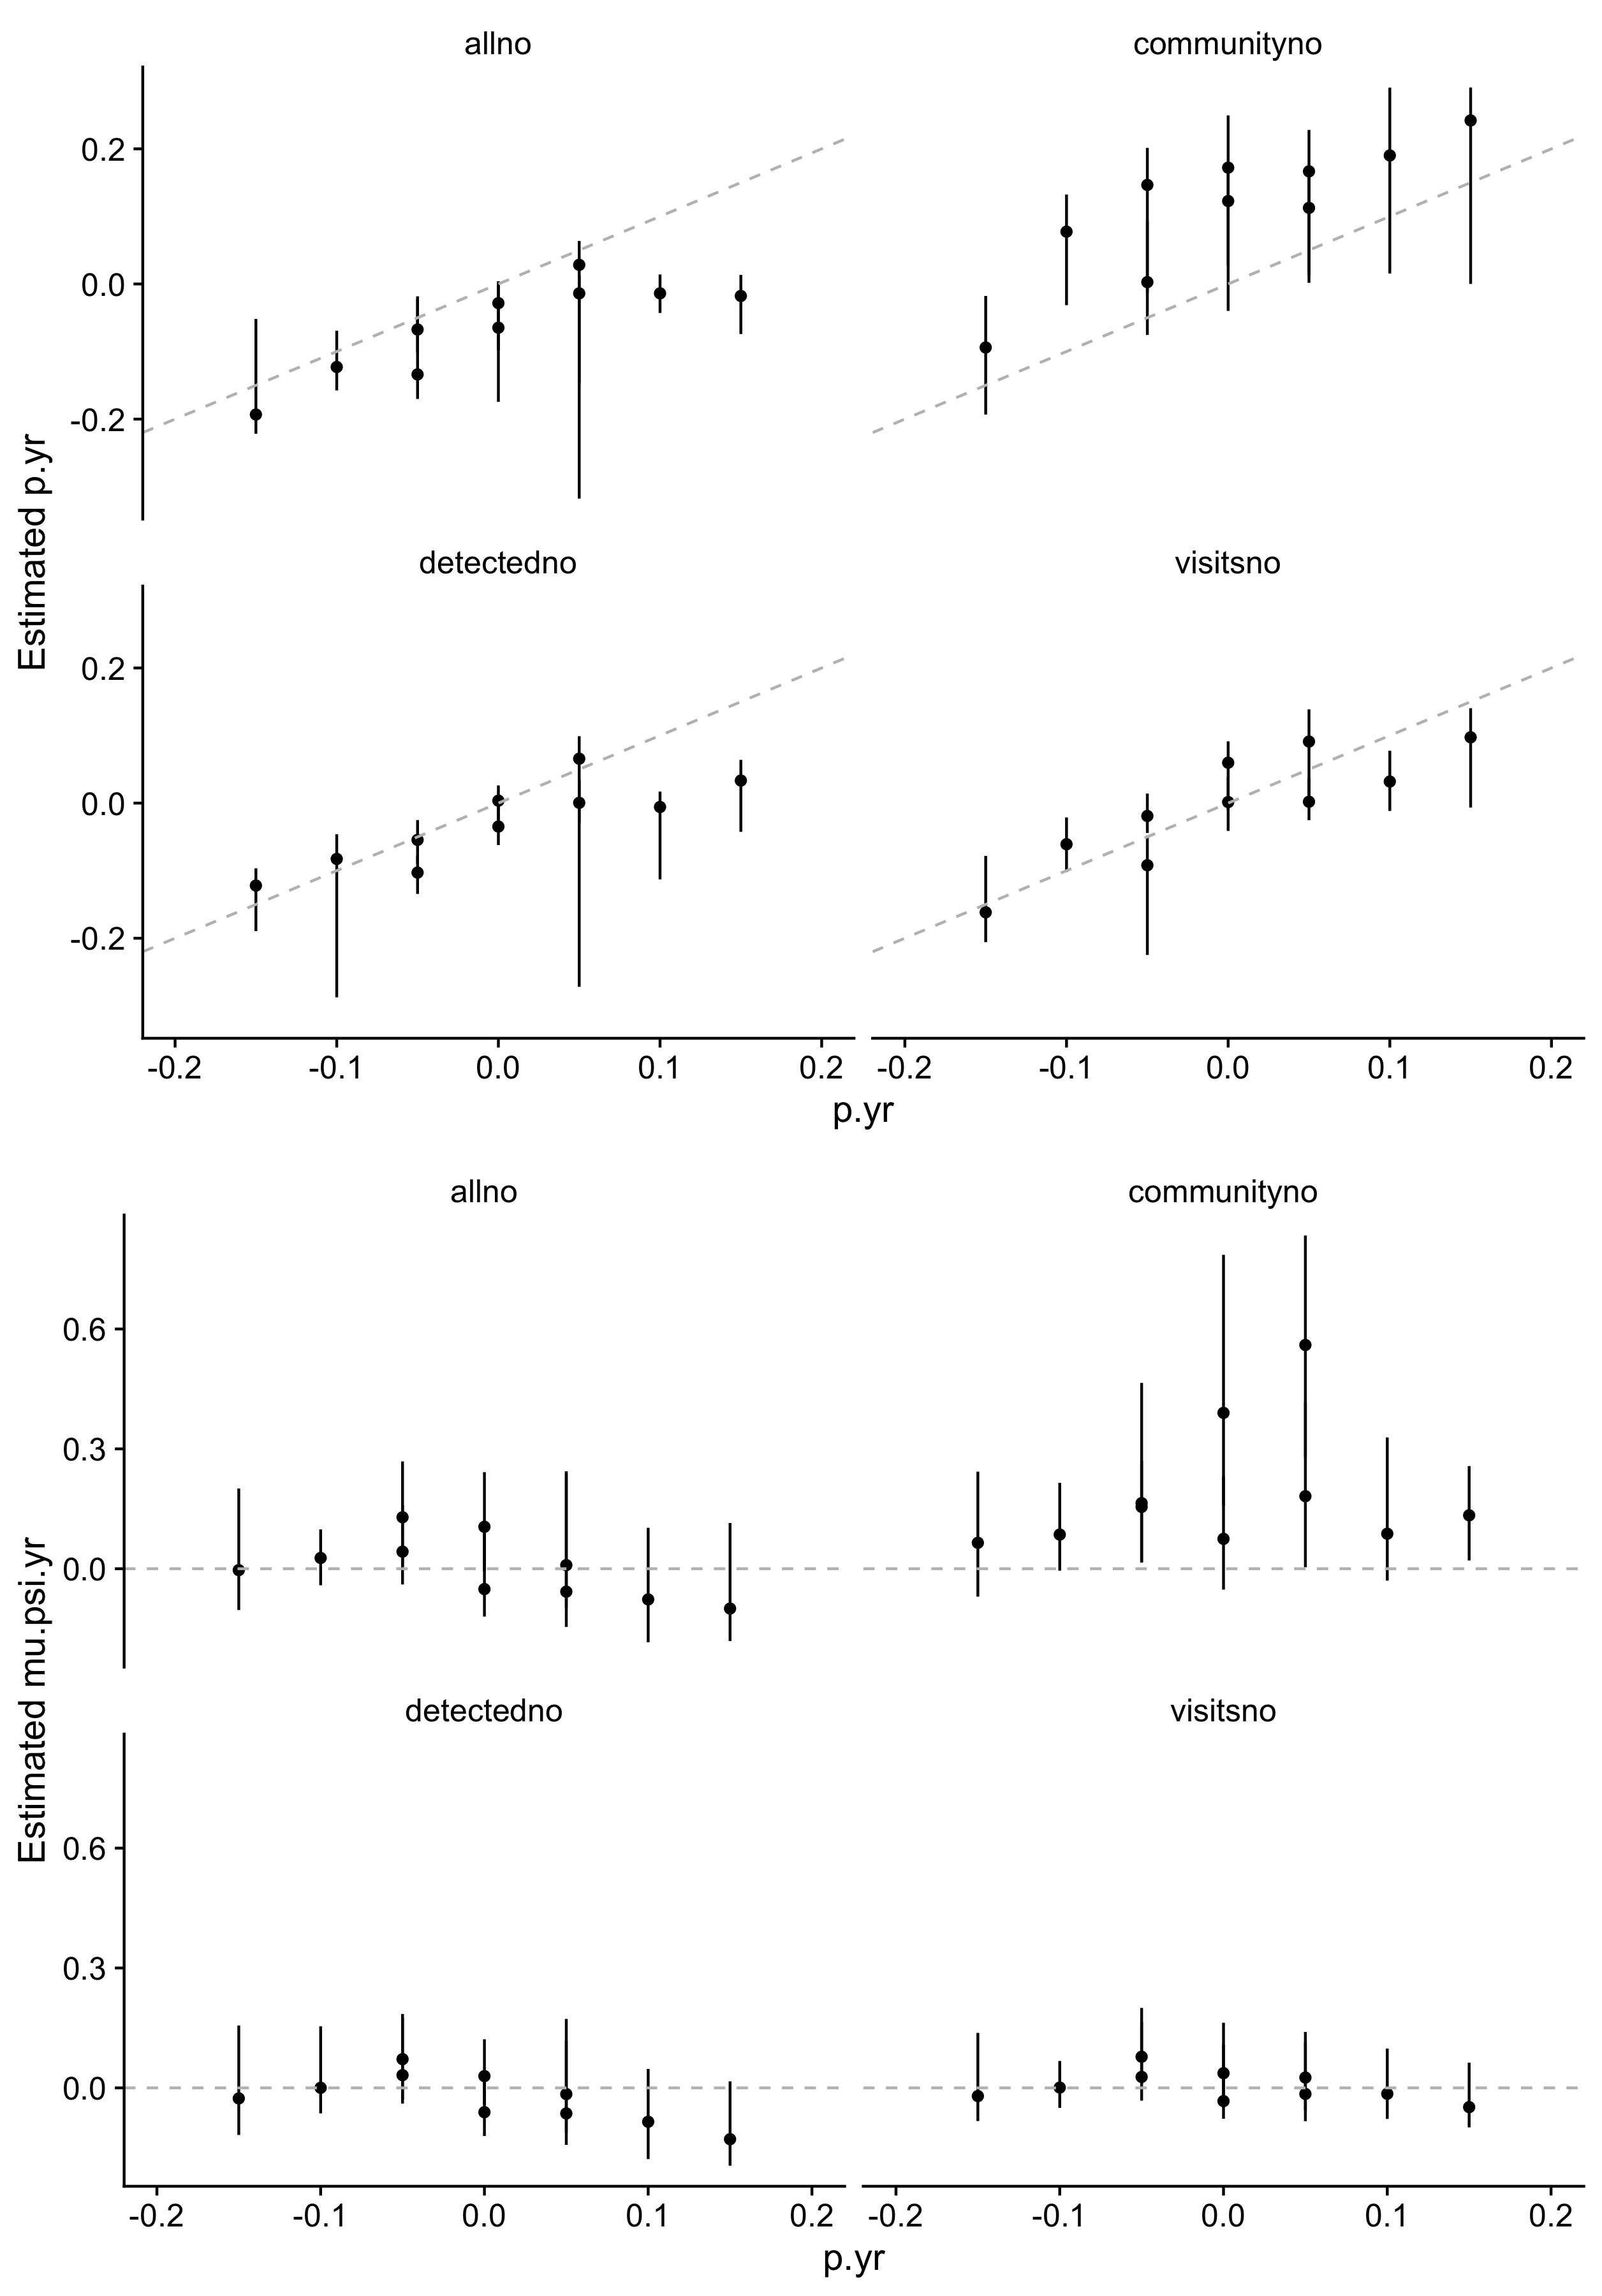 allno
communityno
0.2
0.0
-0.2
detectedno
visitsno
0.2
0.0
-0.2
Estimated p.yr
-0.2 -0.1 0.0 0.1 0.2
-0.2 -0.1 0.0 0.1 0.2
p.yr
allno
communityno
0.6
0.3
0.0
detectedno
visitsno
0.6
0.3
0.0
Estimated mu.psi.yr
-0.2 -0.1 0.0 0.1 0.2
-0.2 -0.1 0.0 0.1 0.2
p.yr